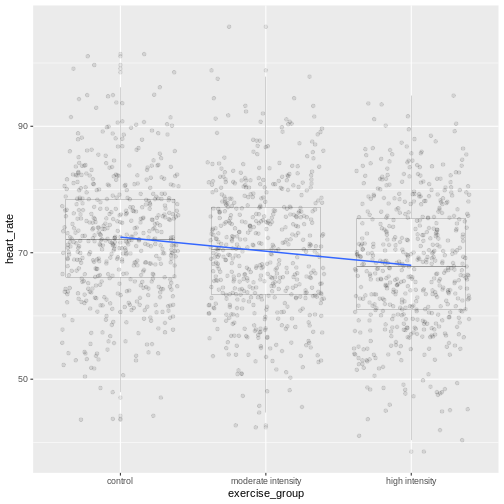 heart_rate
90
70
50
control
moderate intensity
high intensity
exercise_group